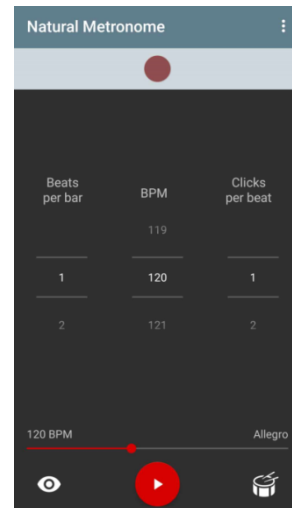 Natural Metronome
Beats
per bar
BPM
Clicks
per beat
119
1
120
1
2
121
2
120 BPM
Allegro